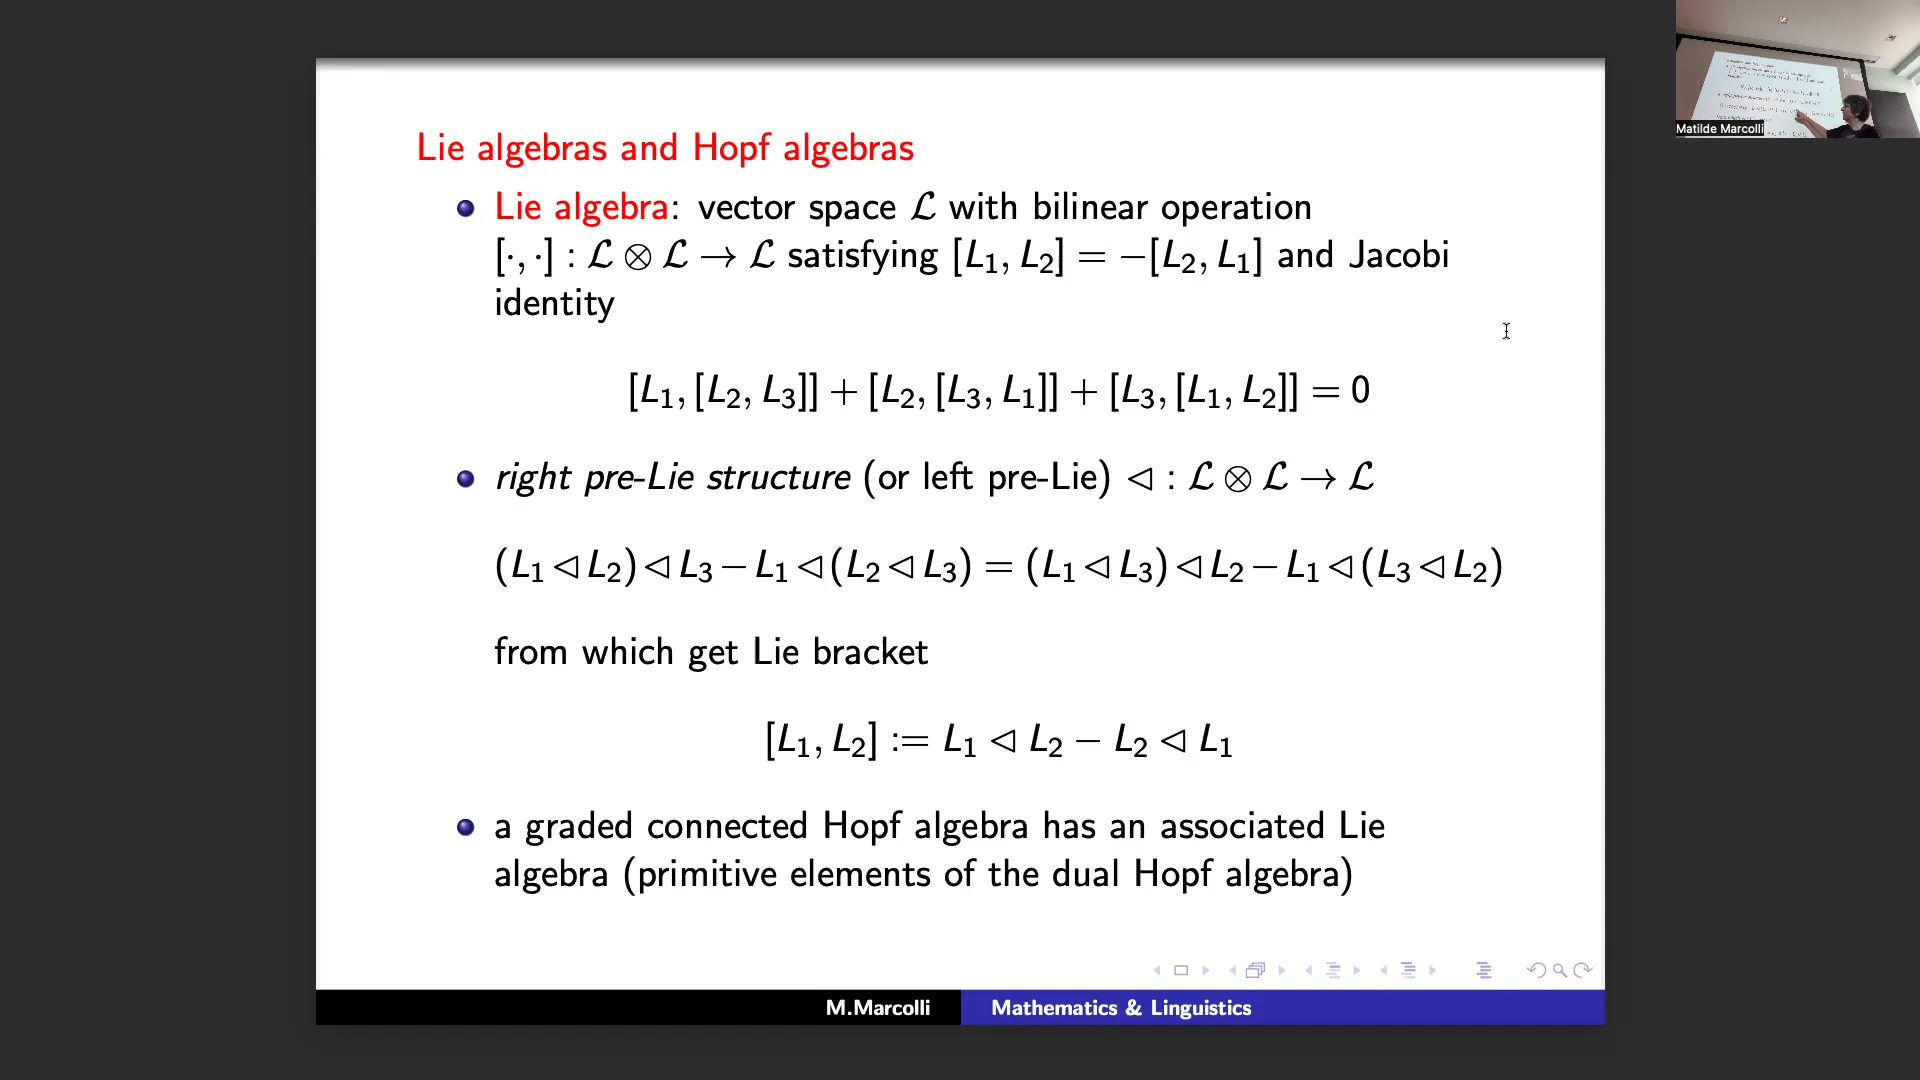 Matilde Marcolli
Lie algebras and Hopf algebras
Lie algebra: vector space ℒ with bilinear operation
[·, ·] : ℒ ⊗ ℒ → ℒ satisfying [L₁, L₂] = −[L₂, L₁] and Jacobi
identity
[L₁, [L₂, L₃]] + [L₂, [L₃, L₁]] + [L₃, [L₁, L₂]] = 0
right pre-Lie structure (or left pre-Lie) ◁ : ℒ ⊗ ℒ → ℒ
(L₁ ◁ L₂) ◁ L₃ − L₁ ◁ (L₂ ◁ L₃) = (L₁ ◁ L₃) ◁ L₂ − L₁ ◁ (L₃ ◁ L₂)
from which get Lie bracket
[L₁, L₂] := L₁ ◁ L₂ − L₂ ◁ L₁
a graded connected Hopf algebra has an associated Lie
algebra (primitive elements of the dual Hopf algebra)
M.Marcolli Mathematics & Linguistics